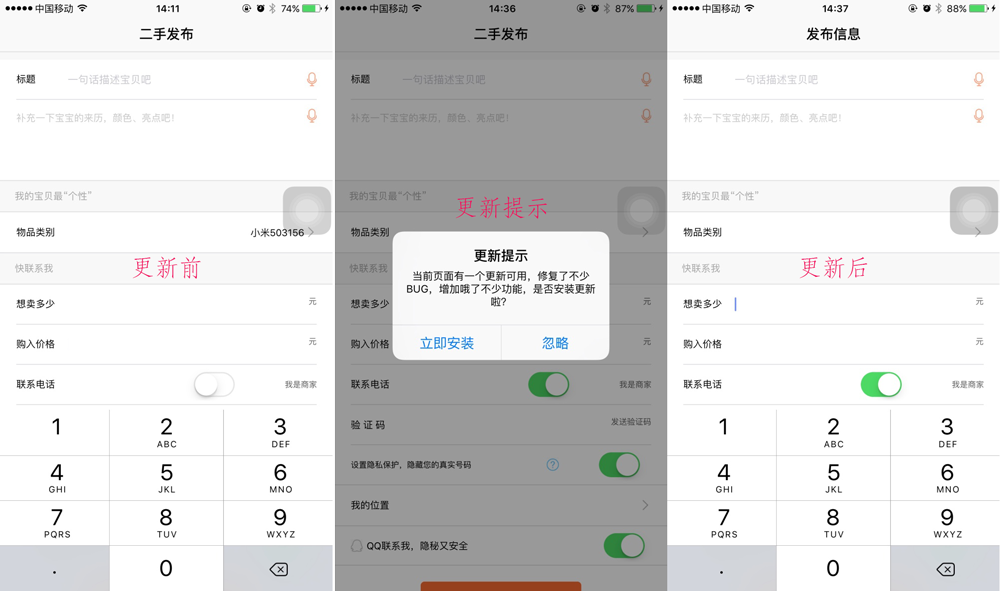 中国移动 14:11 74%
二手发布
标题 一句话描述宝贝吧
补充一下宝宝的来历，颜色、亮点吧!
我的宝贝最“个性”
物品类别 小米503156
快联系我
更新前
想卖多少 元
购入价格 元
联系电话 我是商家
1 2 3
ABC DEF
4 5 6
GHI JKL MNO
7 8 9
PQRS TUV WXYZ
. 0
中国移动 14:36 87%
二手发布
标题 一句话描述宝贝吧
补充一下宝宝的来历，颜色、亮点吧!
我的宝贝最“个性”
更新提示
物品类别
快联系我
更新提示
当前页面有一个更新可用，修复了不少
BUG，增加哦了不少功能，是否安装更新
啦?
立即安装 忽略
想卖多少 元
购入价格 元
联系电话 我是商家
验 证 码 发送验证码
设置隐私保护，隐藏您的真实号码 ?
我的位置
QQ联系我，隐秘又安全
中国移动 14:37 88%
发布信息
标题 一句话描述宝贝吧
补充一下宝宝的来历，颜色、亮点吧!
我的宝贝最“个性”
物品类别
快联系我
更新后
想卖多少 元
购入价格 元
联系电话 我是商家
1 2 3
ABC DEF
4 5 6
GHI JKL MNO
7 8 9
PQRS TUV WXYZ
. 0